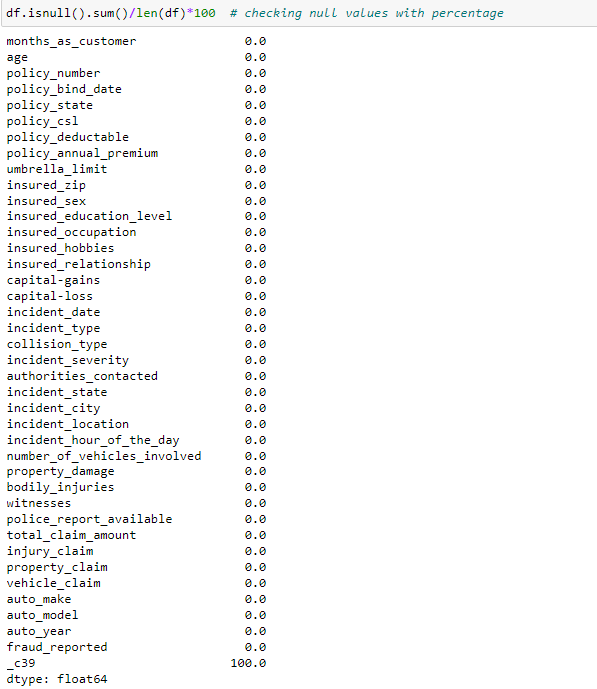 df.isnull().sum()/len(df)*100  # checking null values with percentage
months_as_customer 0.0
age 0.0
policy_number 0.0
policy_bind_date 0.0
policy_state 0.0
policy_csl 0.0
policy_deductable 0.0
policy_annual_premium 0.0
umbrella_limit 0.0
insured_zip 0.0
insured_sex 0.0
insured_education_level 0.0
insured_occupation 0.0
insured_hobbies 0.0
insured_relationship 0.0
capital-gains 0.0
capital-loss 0.0
incident_date 0.0
incident_type 0.0
collision_type 0.0
incident_severity 0.0
authorities_contacted 0.0
incident_state 0.0
incident_city 0.0
incident_location 0.0
incident_hour_of_the_day 0.0
number_of_vehicles_involved 0.0
property_damage 0.0
bodily_injuries 0.0
witnesses 0.0
police_report_available 0.0
total_claim_amount 0.0
injury_claim 0.0
property_claim 0.0
vehicle_claim 0.0
auto_make 0.0
auto_model 0.0
auto_year 0.0
fraud_reported 0.0
_c39 100.0
dtype: float64